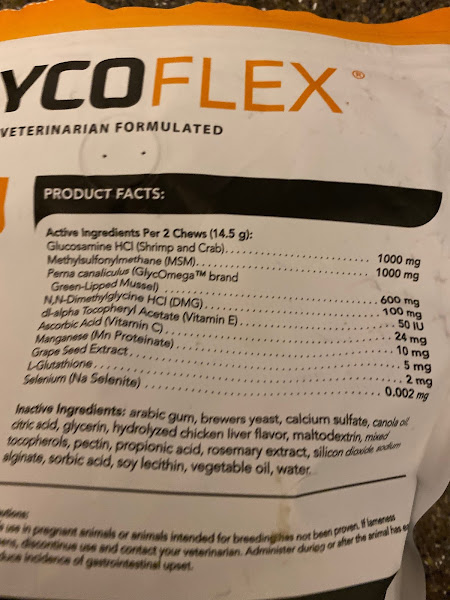 YCOFLEX®
VETERINARIAN FORMULATED
PRODUCT FACTS:
Active Ingredients Per 2 Chews (14.5 g):
Glucosamine HCl (Shrimp and Crab) 1000 mg
Methylsulfonylmethane (MSM) 1000 mg
Perna canaliculus (GlycOmega™ brand
Green-Lipped Mussel) 600 mg
N,N-Dimethylglycine HCl (DMG) 100 mg
dl-alpha Tocopheryl Acetate (Vitamin E) 50 IU
Ascorbic Acid (Vitamin C) 24 mg
Manganese (Mn Proteinate) 10 mg
Grape Seed Extract 5 mg
L-Glutathione 2 mg
Selenium (Na Selenite) 0.002 mg
Inactive Ingredients: arabic gum, brewers yeast, calcium sulfate, canola oil,
citric acid, glycerin, hydrolyzed chicken liver flavor, maltodextrin, mixed
tocopherols, pectin, propionic acid, rosemary extract, silicon dioxide, sodium
alginate, sorbic acid, soy lecithin, vegetable oil, water.
use in pregnant animals or animals intended for breeding has not been proven. If lameness
discontinue use and contact your veterinarian. Administer during or after the animal has
incidence of gastrointestinal upset.